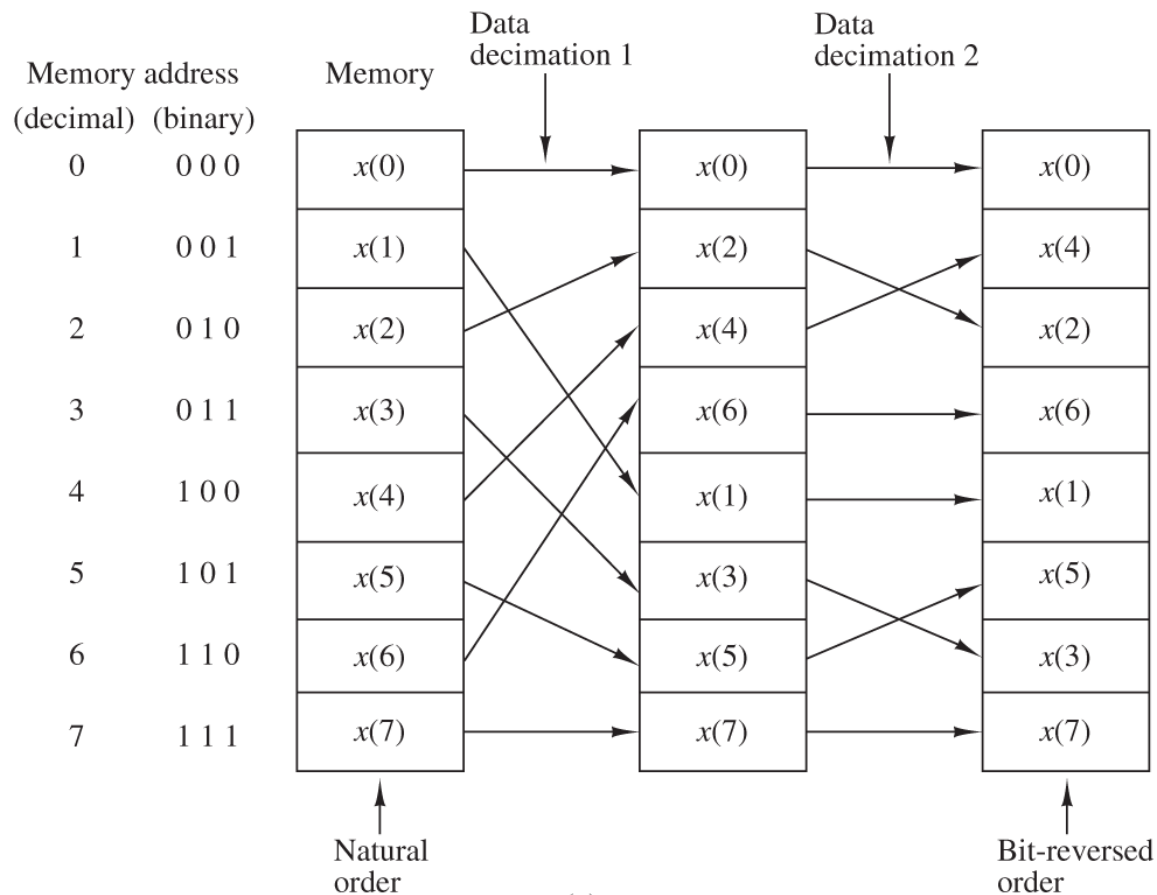 Data
decimation 1
Data
decimation 2
Memory address
Memory
(decimal) (binary)
0 0 0 0 x(0) x(0) x(0)
1 0 0 1 x(1) x(2) x(4)
2 0 1 0 x(2) x(4) x(2)
3 0 1 1 x(3) x(6) x(6)
4 1 0 0 x(4) x(1) x(1)
5 1 0 1 x(5) x(3) x(5)
6 1 1 0 x(6) x(5) x(3)
7 1 1 1 x(7) x(7) x(7)
Natural
order
Bit-reversed
order